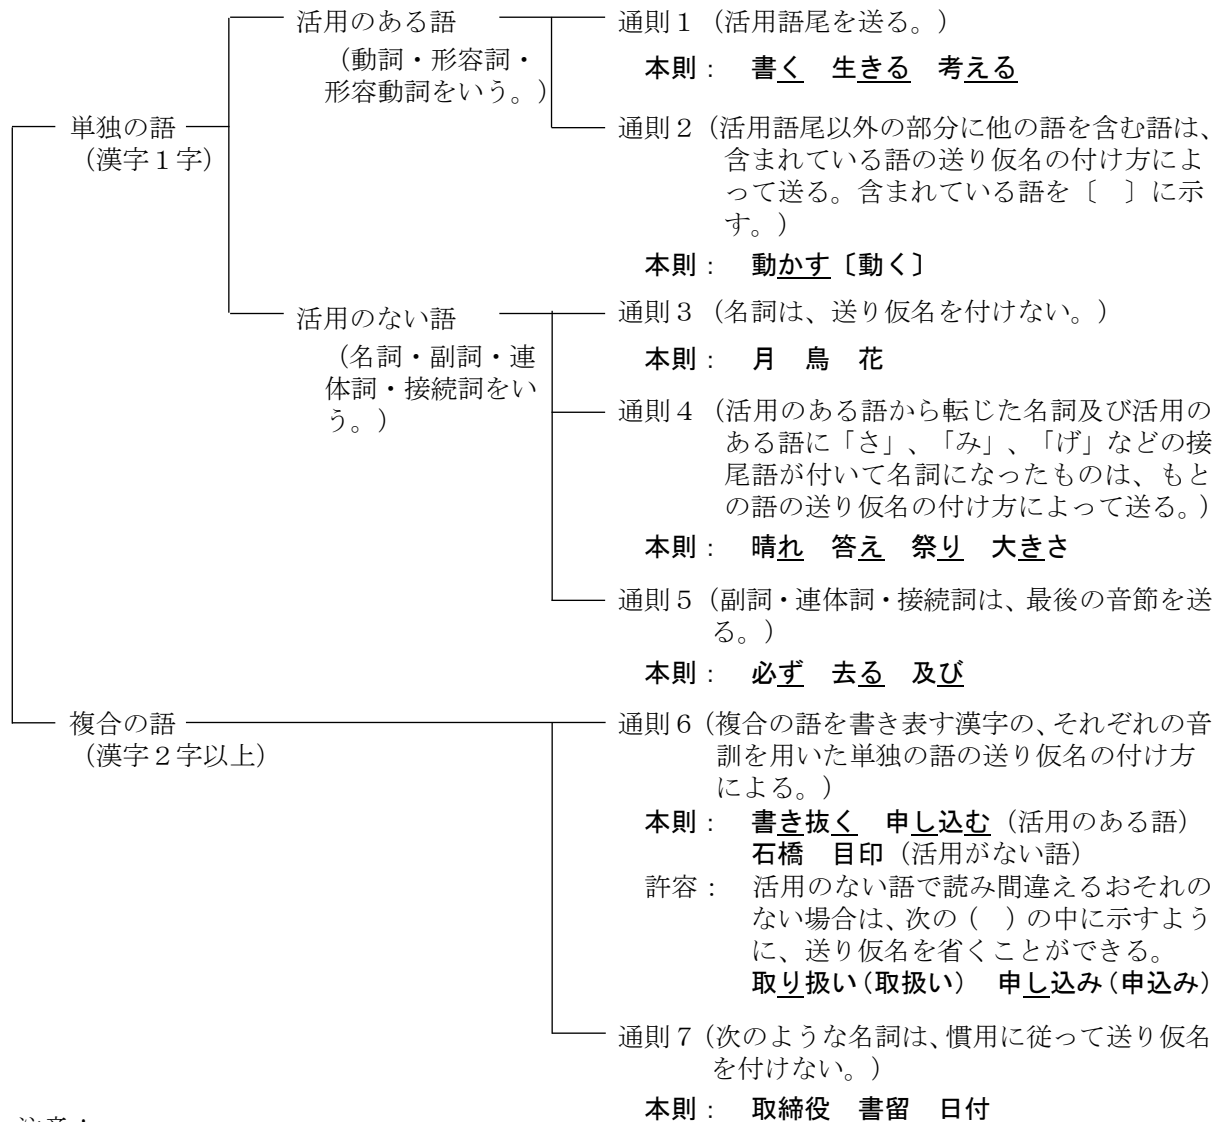 活用のある語
(動詞・形容詞・
形容動詞をいう。)
通則1(活用語尾を送る。)
本則： 書く 生きる 考える
単独の語
(漢字1字)
通則2(活用語尾以外の部分に他の語を含む語は、
含まれている語の送り仮名の付け方によ
って送る。含まれている語を〔 〕に示
す。)
本則： 動かす〔動く〕
活用のない語
(名詞・副詞・連
体詞・接続詞をい
う。)
通則3(名詞は、送り仮名を付けない。)
本則： 月 鳥 花
通則4(活用のある語から転じた名詞及び活用の
ある語に「さ」、「み」、「げ」などの接
尾語が付いて名詞になったものは、もと
の語の送り仮名の付け方によって送る。)
本則： 晴れ 答え 祭り 大きさ
通則5(副詞・連体詞・接続詞は、最後の音節を送
る。)
本則： 必ず 去る 及び
複合の語
(漢字2字以上)
通則6(複合の語を書き表す漢字の、それぞれの音
訓を用いた単独の語の送り仮名の付け方
による。)
本則： 書き抜く 申し込む(活用のある語)
石橋 目印(活用がない語)
許容： 活用のない語で読み間違えるおそれの
ない場合は、次の( )の中に示すよう
に、送り仮名を省くことができる。
取り扱い(取扱い) 申し込み(申込み)
通則7(次のような名詞は、慣用に従って送り仮名
を付けない。)
本則： 取締役 書留 日付